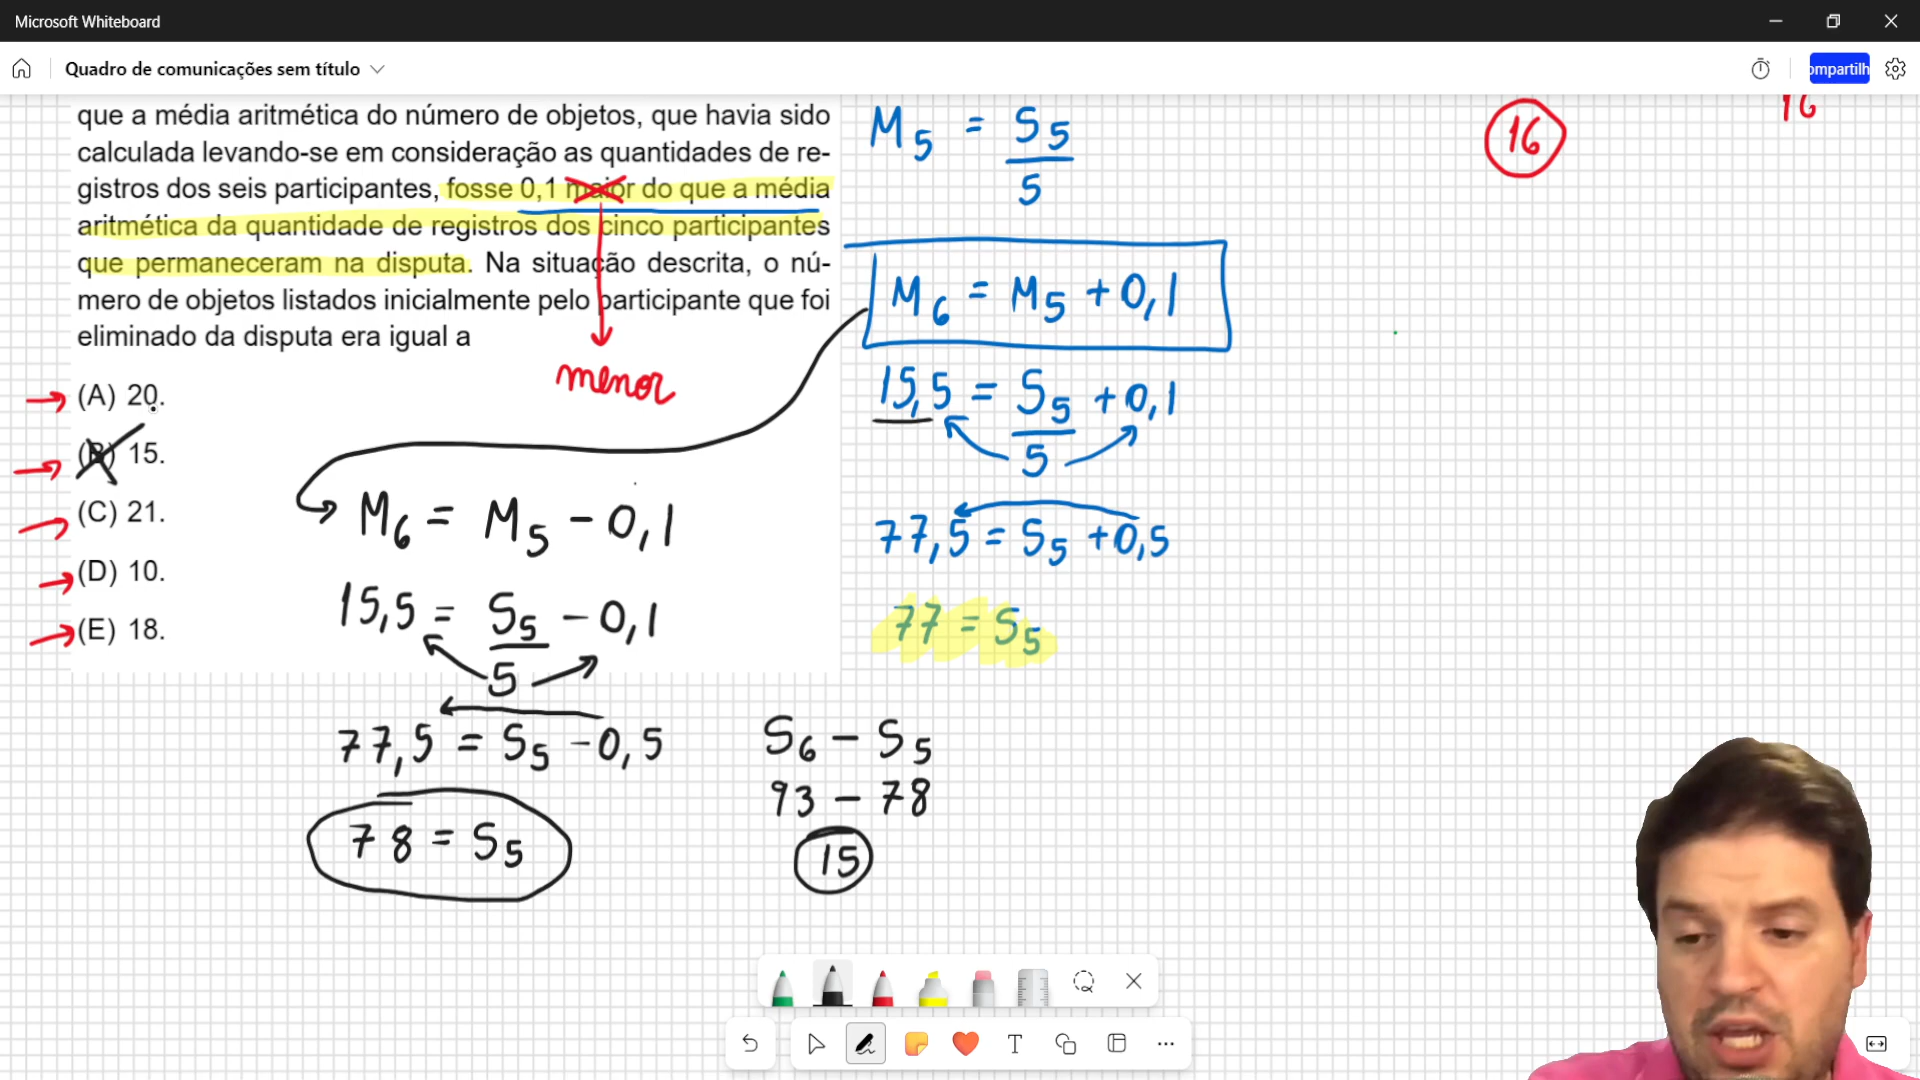 Microsoft Whiteboard
Quadro de comunicações sem título
ompartilh
que a média aritmética do número de objetos, que havia sido
calculada levando-se em consideração as quantidades de re-
gistros dos seis participantes, fosse 0,1 maior do que a média
aritmética da quantidade de registros dos cinco participantes
que permaneceram na disputa. Na situação descrita, o nú-
mero de objetos listados inicialmente pelo participante que foi
eliminado da disputa era igual a
menor
(A) 20.
(B) 15.
(C) 21.
(D) 10.
(E) 18.
M6 = M5 - 0,1
15,5 = S5/5 - 0,1
77,5 = S5 - 0,5
78 = S5
S6 - S5
93 - 78
15
M5 = S5/5
M6 = M5 + 0,1
15,5 = S5/5 + 0,1
77,5 = S5 + 0,5
77 = S5
16
16
T